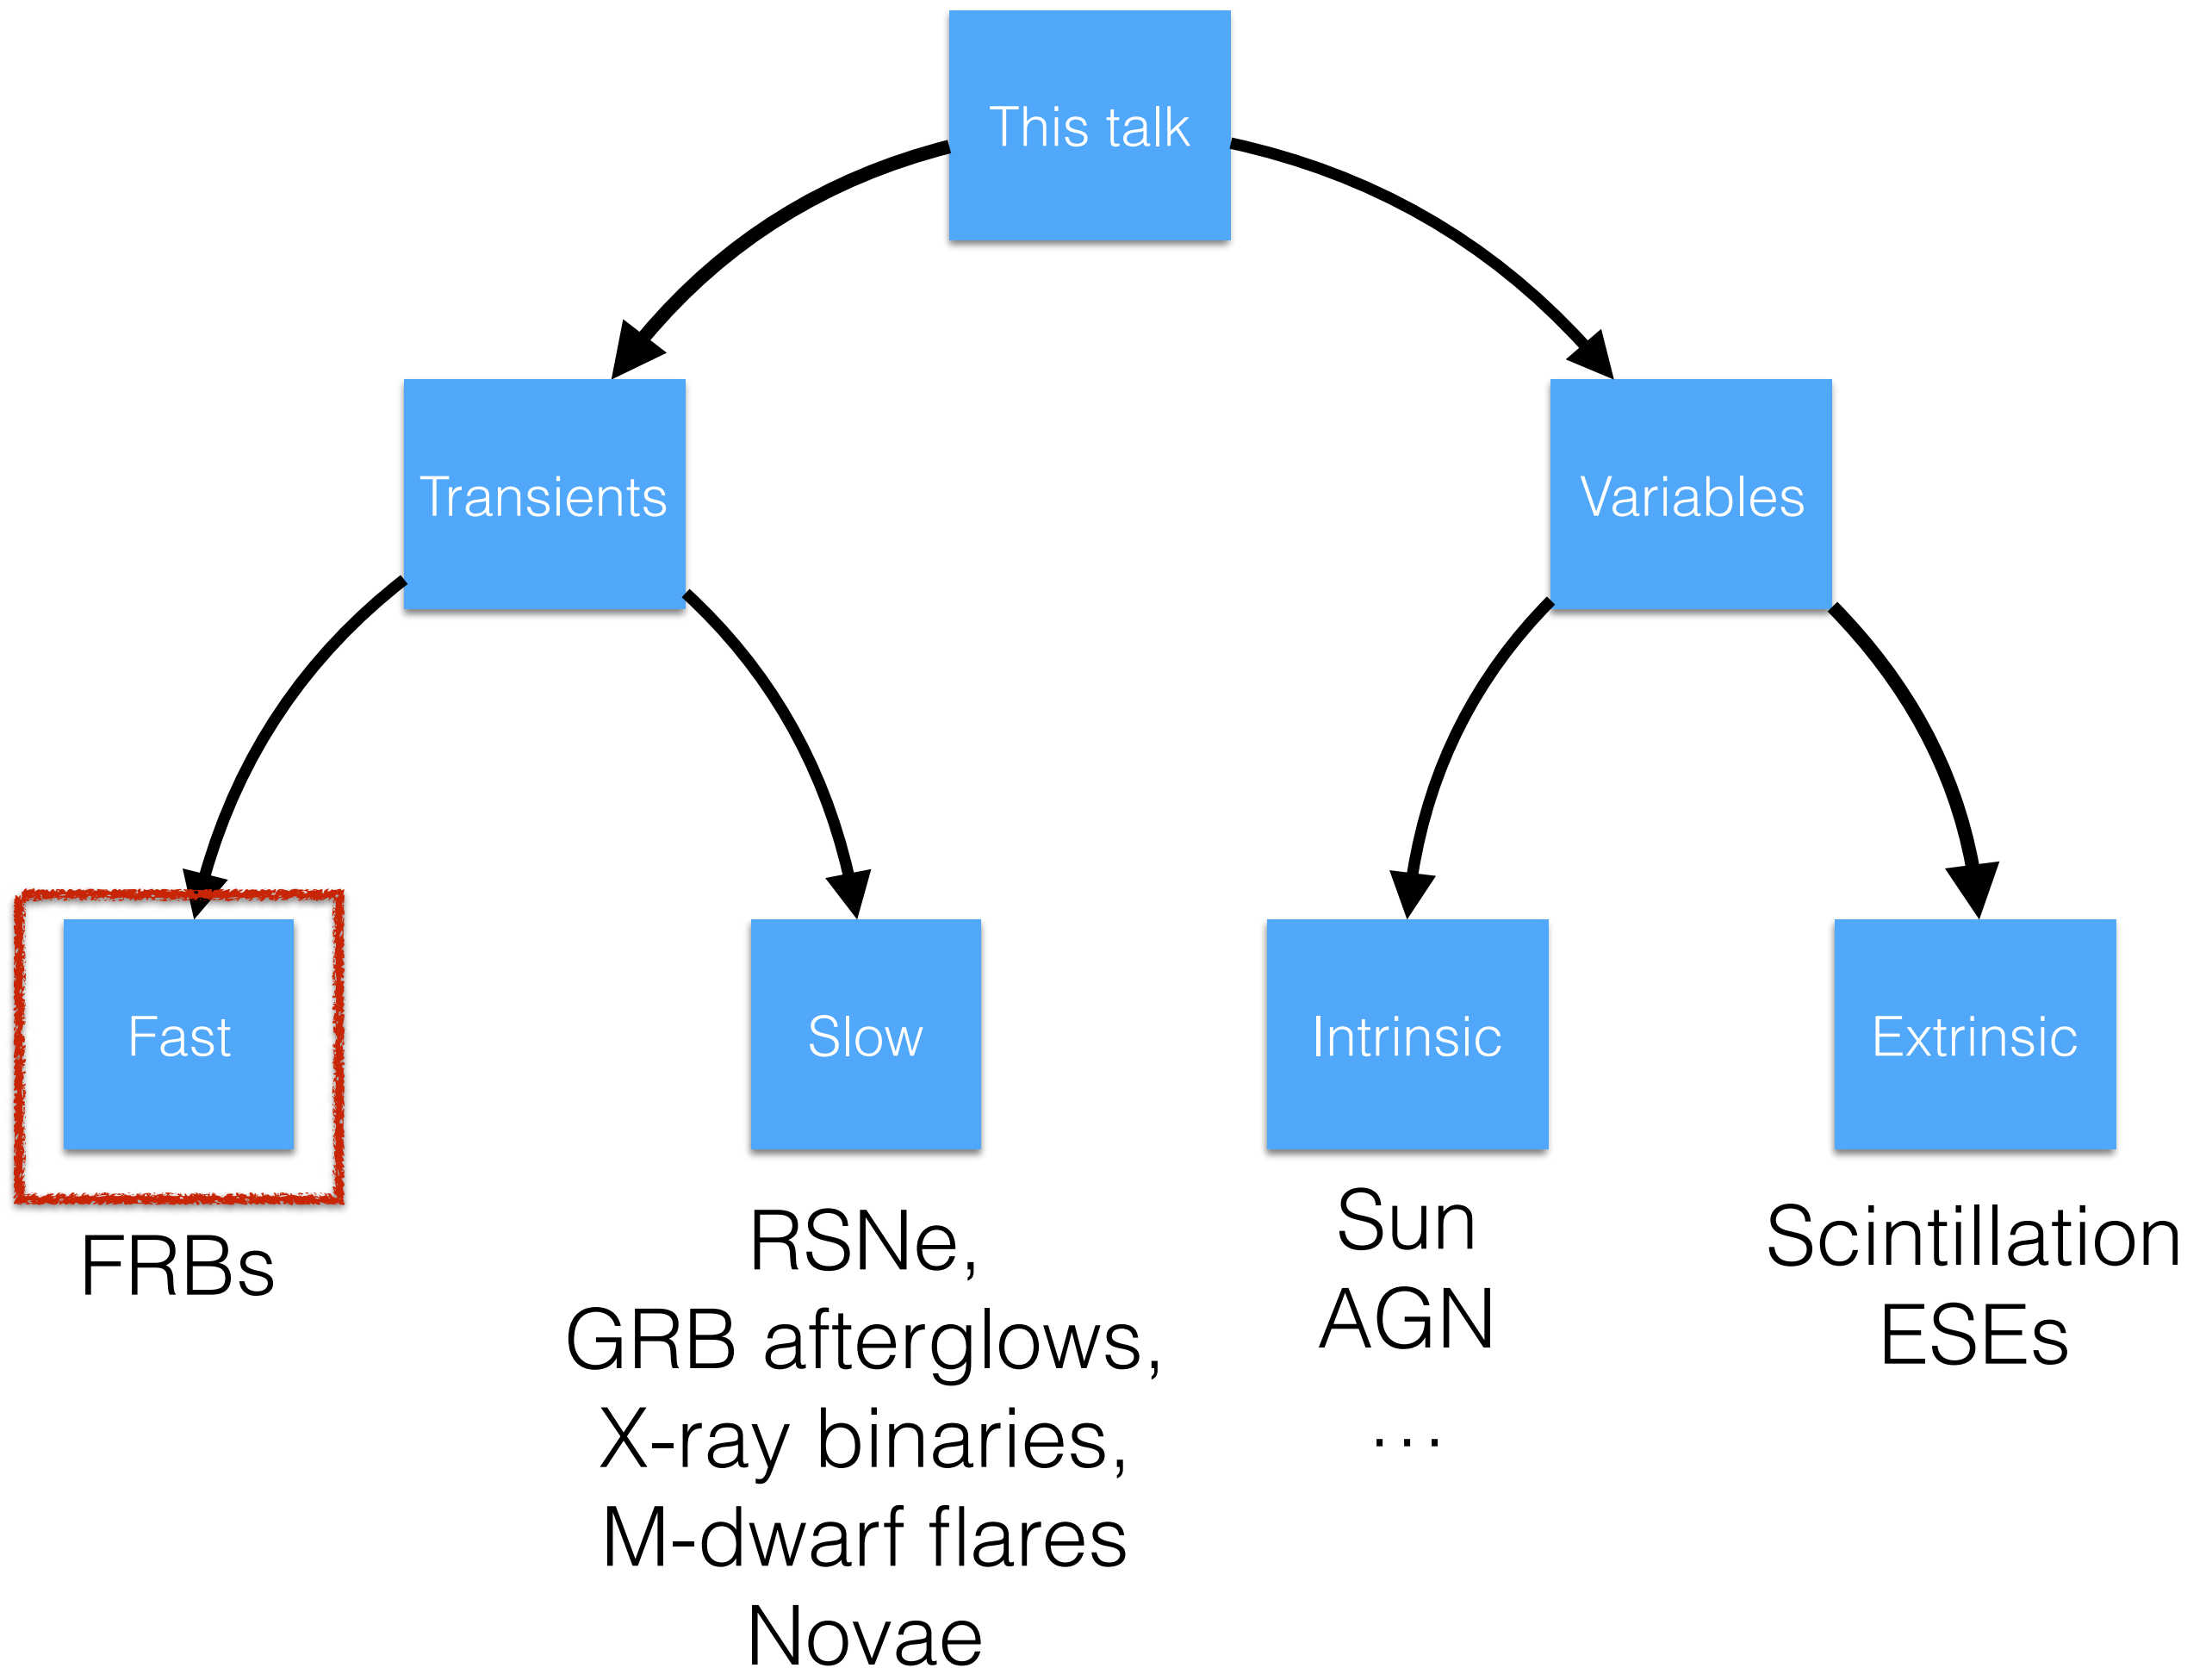 This talk
Transients
Variables
Fast
Slow
Intrinsic
Extrinsic
FRBs
RSNe,
GRB afterglows,
X-ray binaries,
M-dwarf flares
Novae
Sun
AGN
...
Scintillation
ESEs